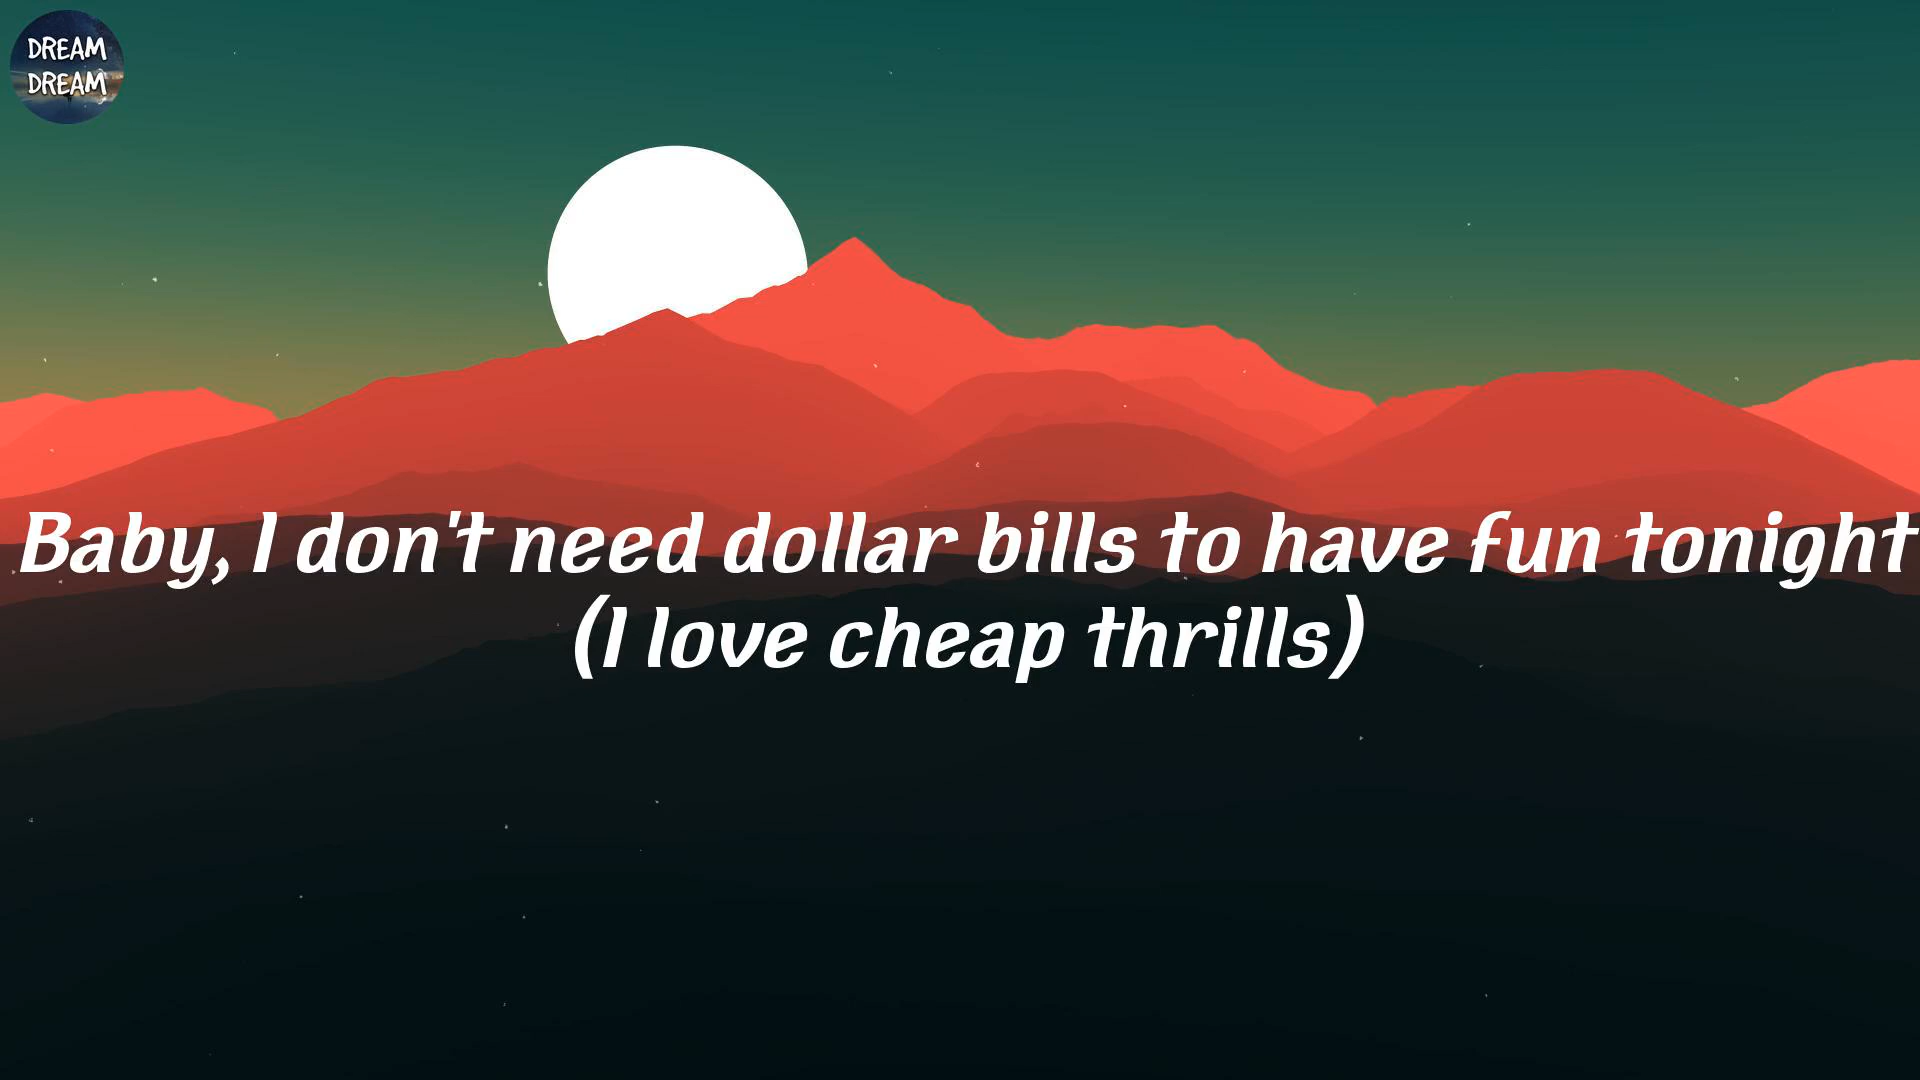 DREAM
DREAM
Baby, I don't need dollar bills to have fun tonight
(I love cheap thrills)